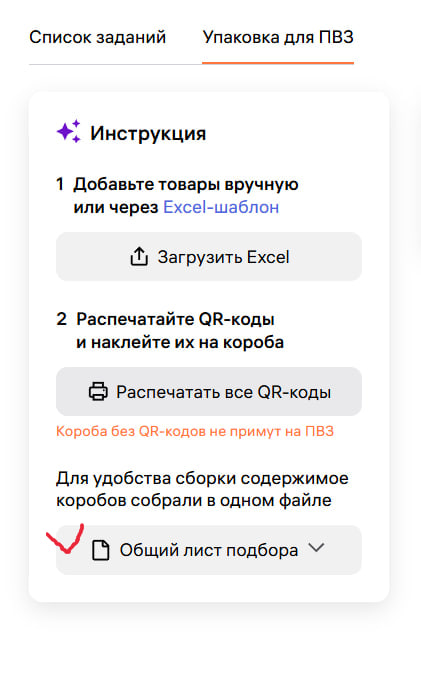 Список заданий
Упаковка для ПВЗ
Инструкция
1 Добавьте товары вручную
или через Excel-шаблон
Загрузить Excel
2 Распечатайте QR-коды
и наклейте их на короба
Распечатать все QR-коды
Короба без QR-кодов не примут на ПВЗ
Для удобства сборки содержимое
коробов собрали в одном файле
Общий лист подбора